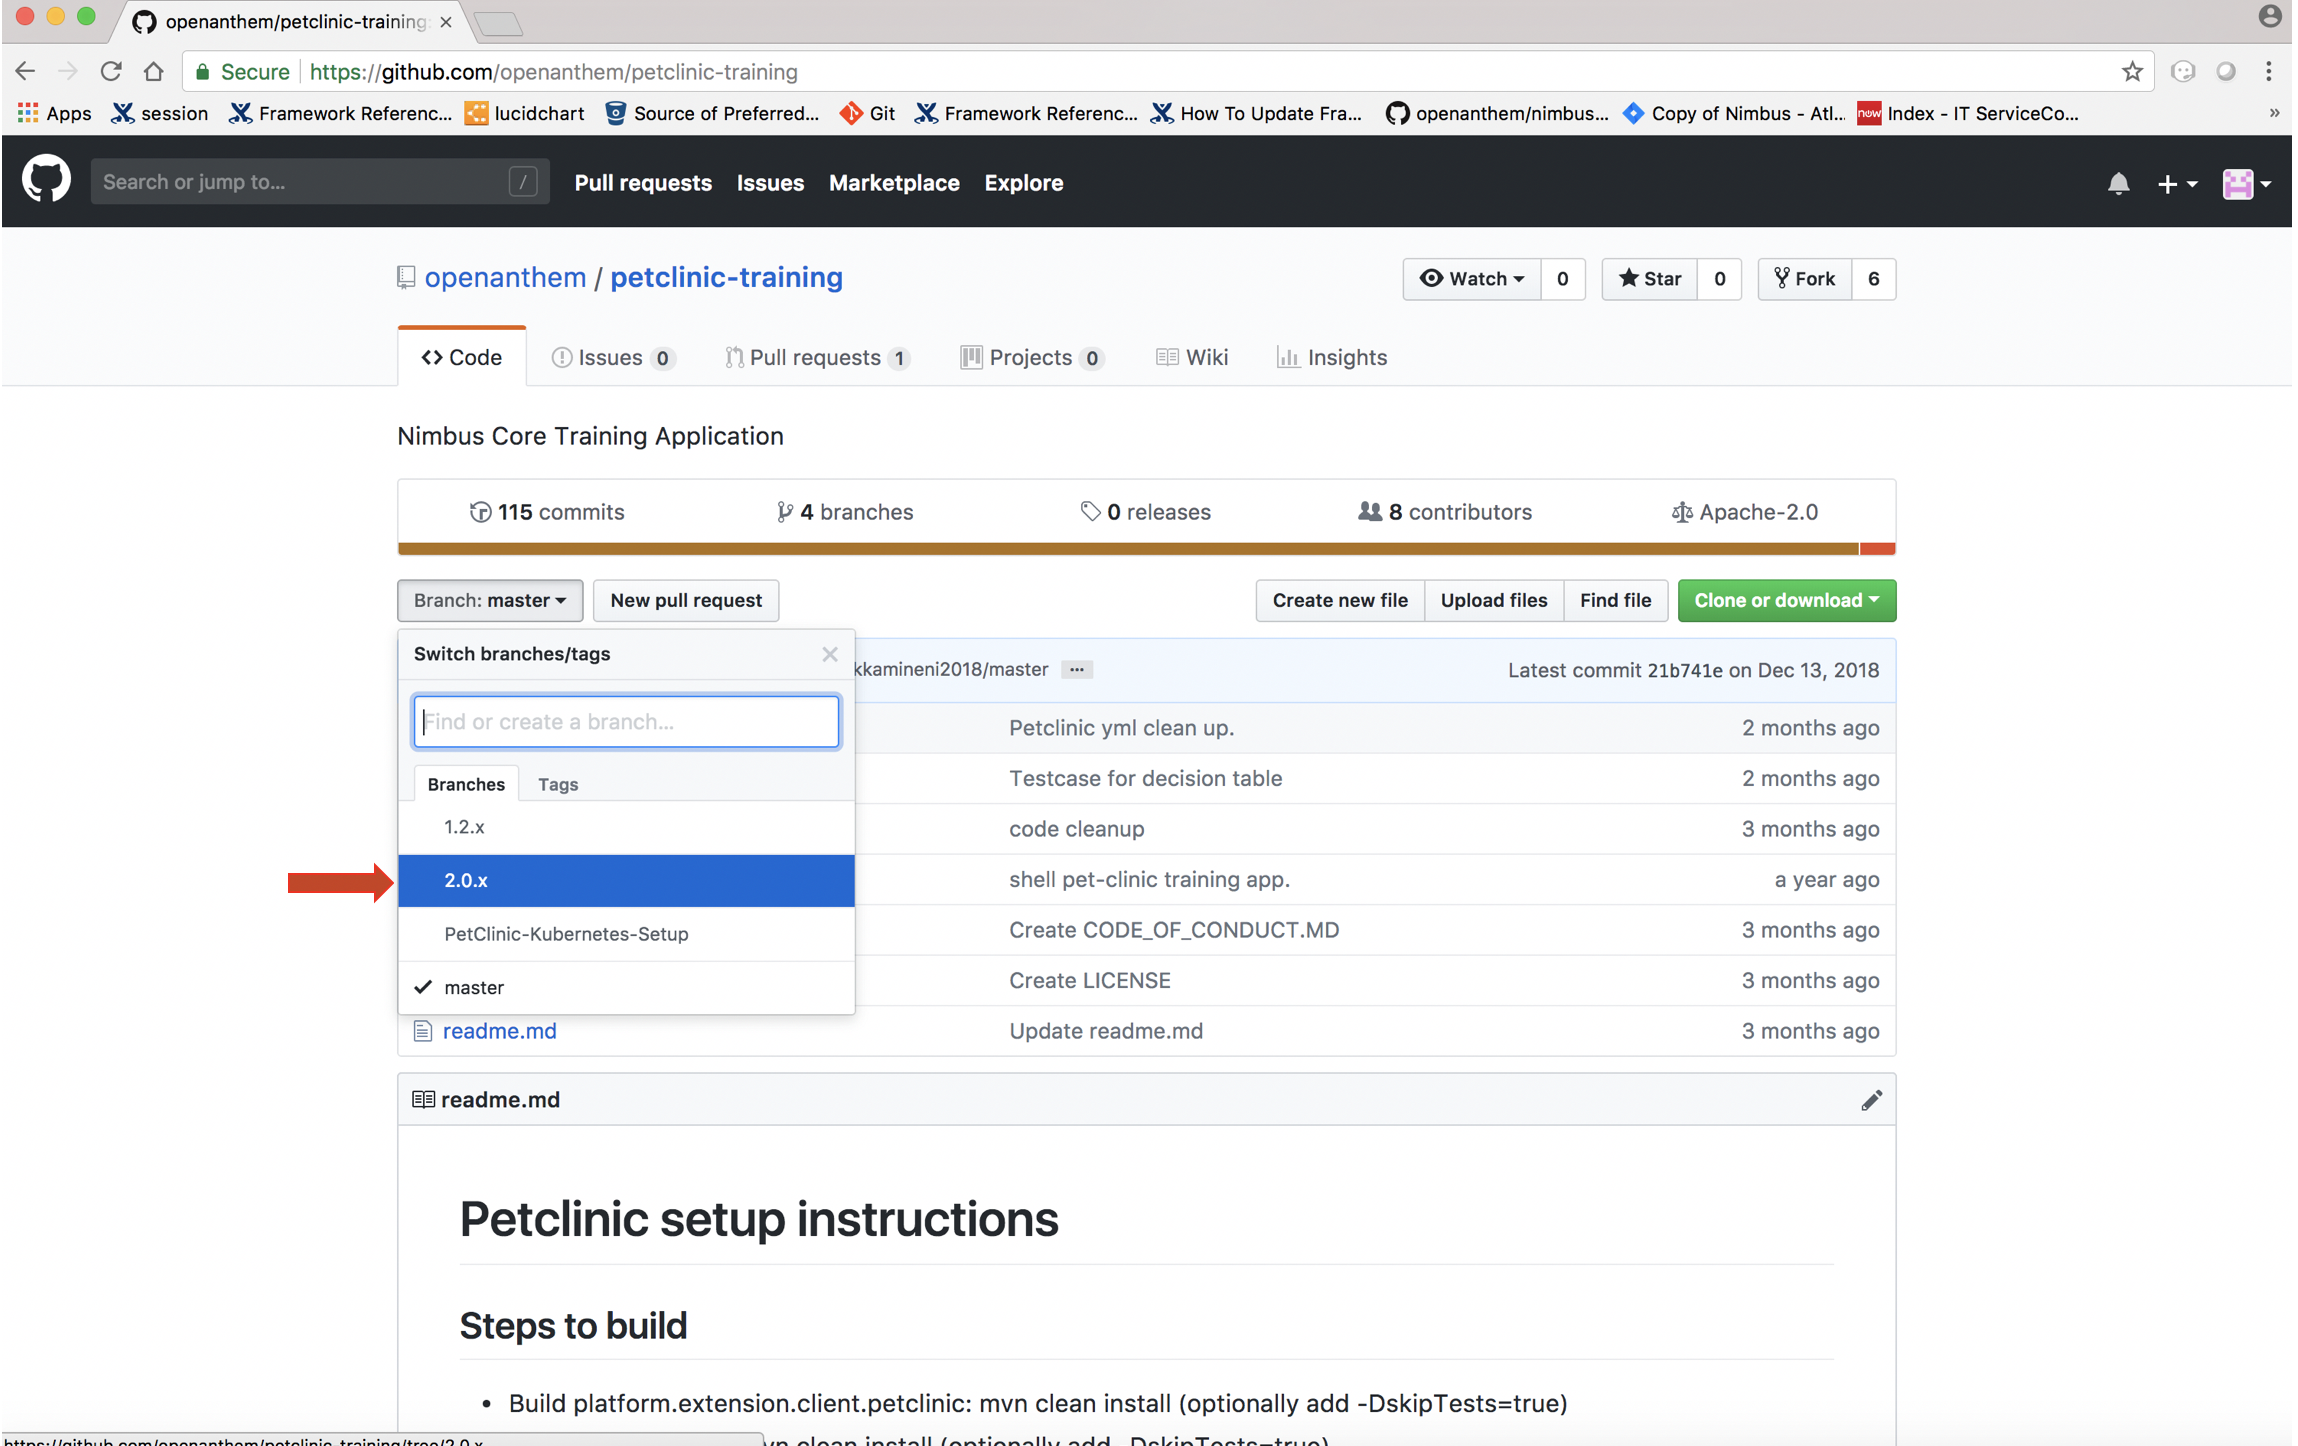 openanthem/petclinic-training:
Secure https://github.com/openanthem/petclinic-training
Apps session Framework Referenc... lucidchart Source of Preferred... Git Framework Referenc... How To Update Fra... openanthem/nimbus... Copy of Nimbus - Atl... now Index - IT ServiceCo... »
Search or jump to... / Pull requests Issues Marketplace Explore
openanthem / petclinic-training
Watch 0 Star 0 Fork 6
Code Issues 0 Pull requests 1 Projects 0 Wiki Insights
Nimbus Core Training Application
115 commits 4 branches 0 releases 8 contributors Apache-2.0
Branch: master New pull request Create new file Upload files Find file Clone or download
Switch branches/tags
kkamineni2018/master ... Latest commit 21b741e on Dec 13, 2018
Find or create a branch...
Petclinic yml clean up. 2 months ago
Branches Tags
Testcase for decision table 2 months ago
1.2.x
code cleanup 3 months ago
2.0.x
shell pet-clinic training app. a year ago
PetClinic-Kubernetes-Setup
Create CODE_OF_CONDUCT.MD 3 months ago
master
Create LICENSE 3 months ago
readme.md Update readme.md 3 months ago
readme.md
Petclinic setup instructions
Steps to build
• Build platform.extension.client.petclinic: mvn clean install (optionally add -DskipTests=true)
https://github.com/openanthem/petclinic-training/tree/2.0.x
vn clean install (optionally add -DskipTests=true)